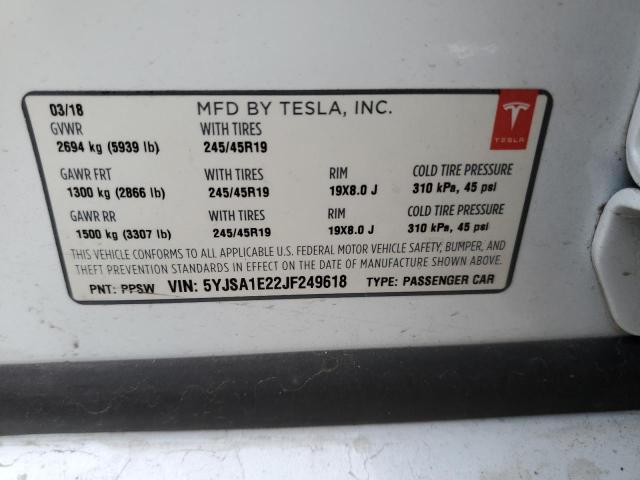 03/18 MFD BY TESLA, INC.
GVWR WITH TIRES
2694 kg (5939 lb) 245/45R19
TESLA
GAWR FRT WITH TIRES RIM COLD TIRE PRESSURE
1300 kg (2866 lb) 245/45R19 19X8.0 J 310 kPa, 45 psi
GAWR RR WITH TIRES RIM COLD TIRE PRESSURE
1500 kg (3307 lb) 245/45R19 19X8.0 J 310 kPa, 45 psi
THIS VEHICLE CONFORMS TO ALL APPLICABLE U.S. FEDERAL MOTOR VEHICLE SAFETY, BUMPER, AND
THEFT PREVENTION STANDARDS IN EFFECT ON THE DATE OF MANUFACTURE SHOWN ABOVE.
PNT: PPSW VIN: 5YJSA1E22JF249618 TYPE: PASSENGER CAR